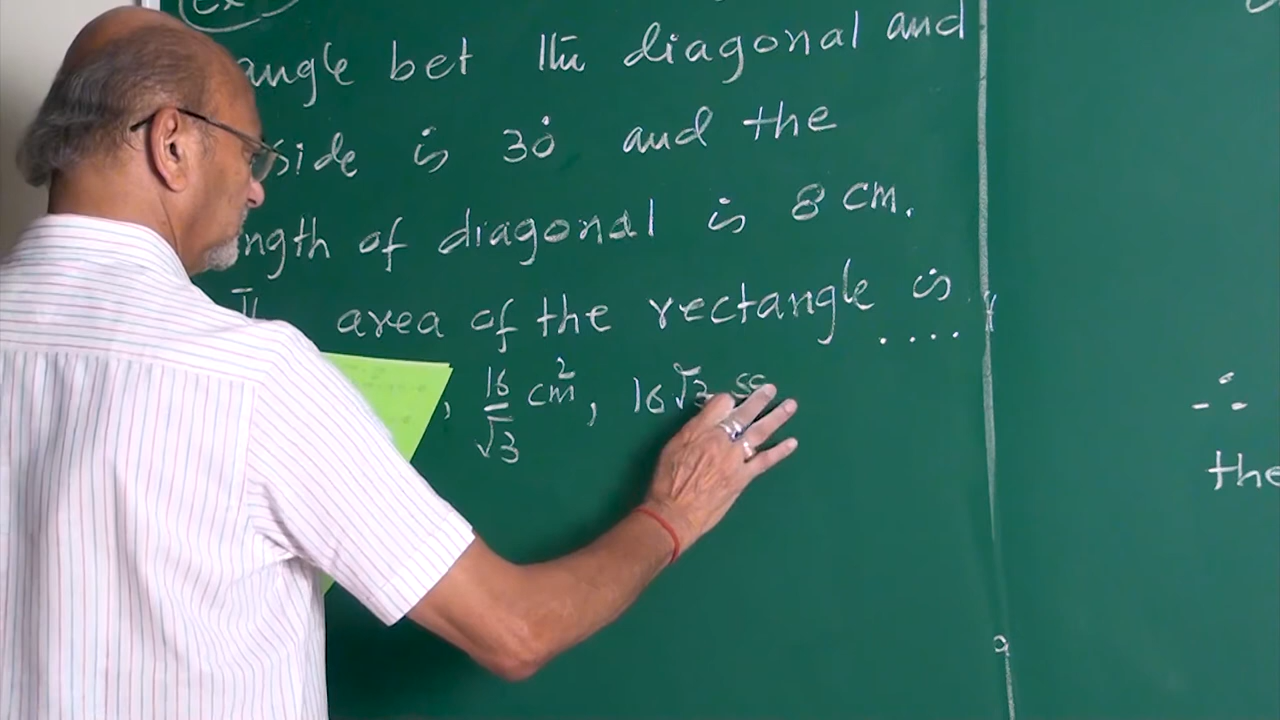 Ex
angle bet the diagonal and
side is 30° and the
ngth of diagonal is 8 cm.
area of the rectangle is
....
, 16/√3 cm², 16√3
the
∴